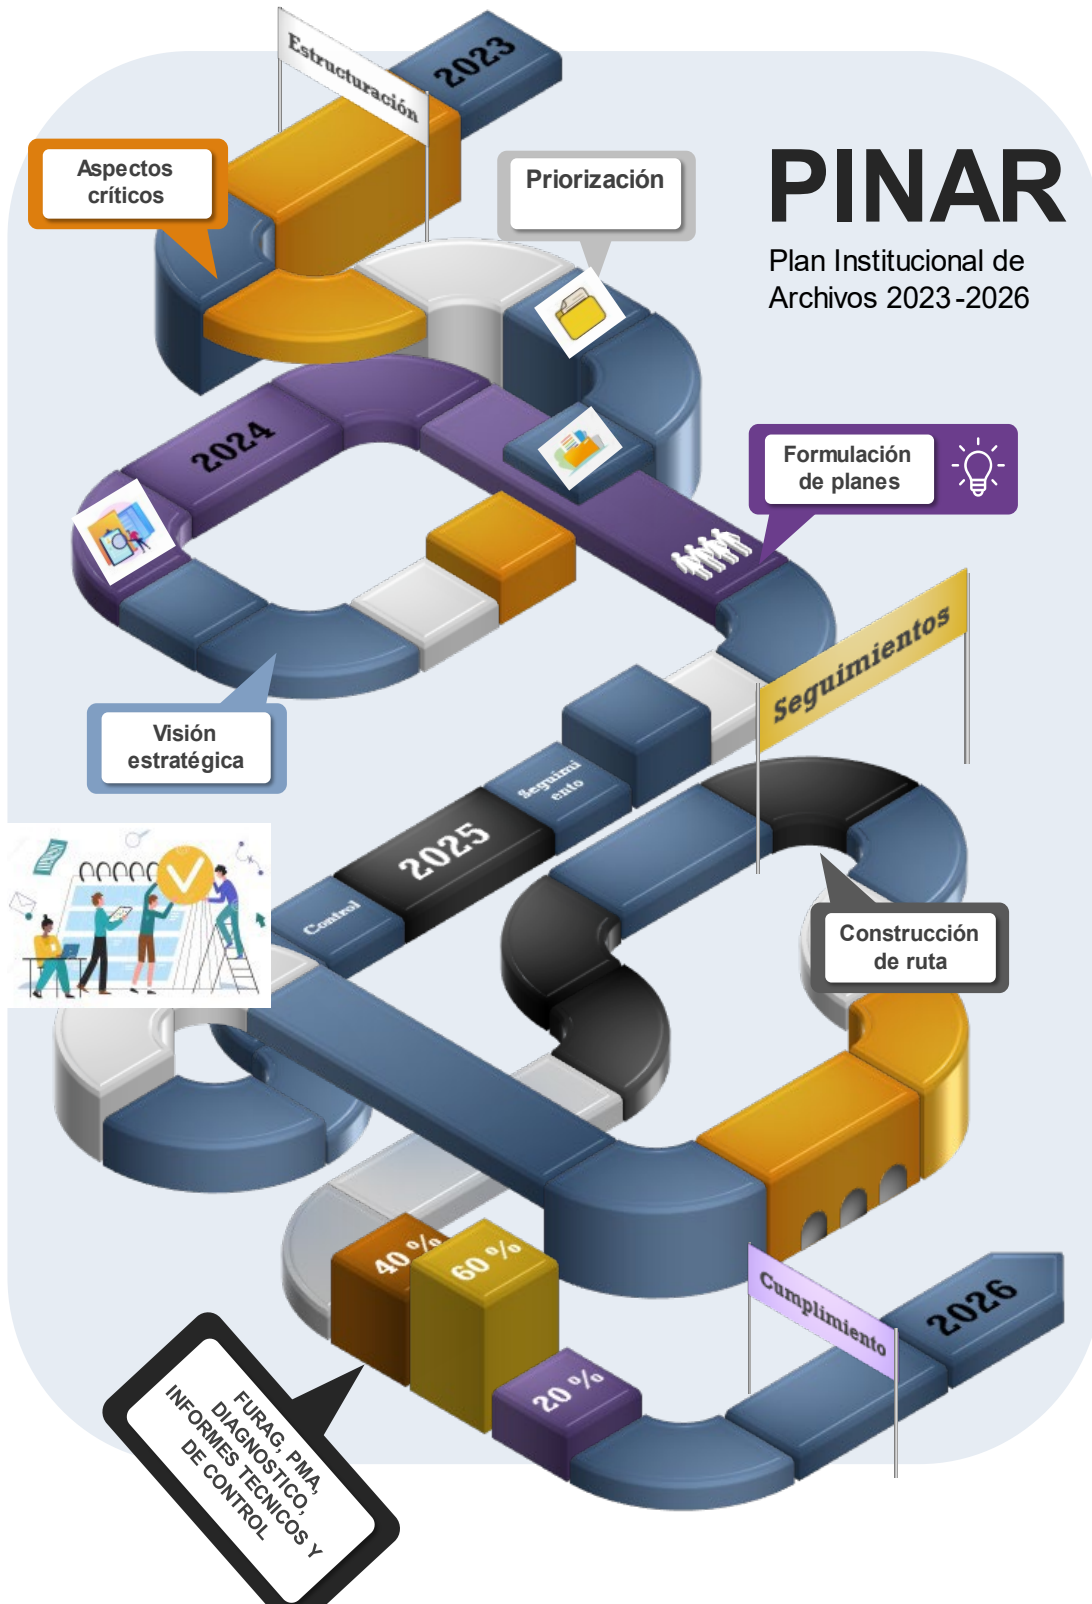 2023
Estructuración
Aspectos
críticos
Priorización
PINAR
Plan Institucional de
Archivos 2023-2026
2024
Formulación
de planes
Seguimientos
Visión
estratégica
Seguimi
ento
2025
Control
Construcción
de ruta
40 %
60 %
20 %
Cumplimiento
2026
FURAG, PMA,
DIAGNOSTICO,
INFORMES TECNICOS Y
DE CONTROL